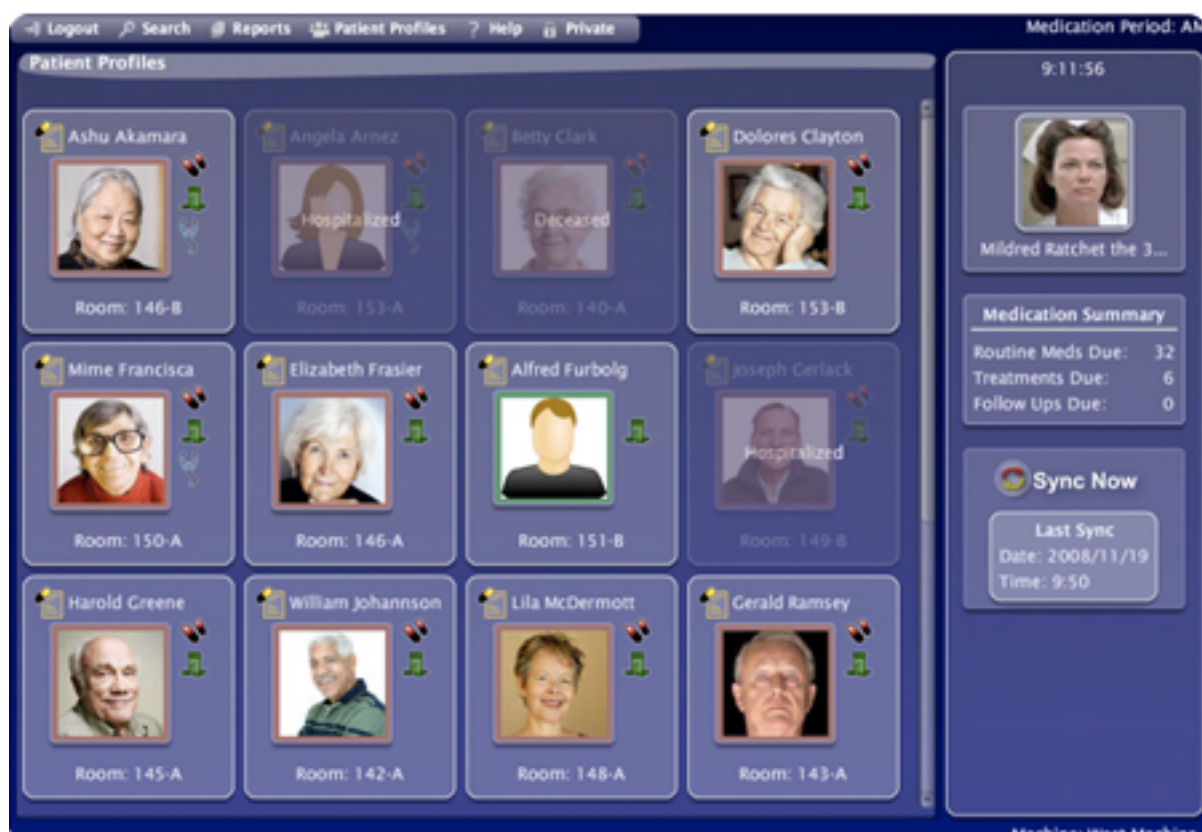 Logout Search Reports Patient Profiles ? Help Private
Medication Period: AM
Patient Profiles
9:11:56
Ashu Akamara
Angela Arnez
Betty Clark
Dolores Clayton
Hospitalized
Deceased
Room: 146-B
Room: 153-A
Room: 140-A
Room: 153-B
Mildred Ratchet the 3...
Medication Summary
Routine Meds Due: 32
Treatments Due: 6
Follow Ups Due: 0
Mime Francisca
Elizabeth Frasier
Alfred Furbolg
Joseph Gerlack
Hospitalized
Room: 150-A
Room: 146-A
Room: 151-B
Room: 149-B
Sync Now
Last Sync
Date: 2008/11/19
Time: 9:50
Harold Greene
William Johannson
Lila McDermott
Gerald Ramsey
Room: 145-A
Room: 142-A
Room: 148-A
Room: 143-A